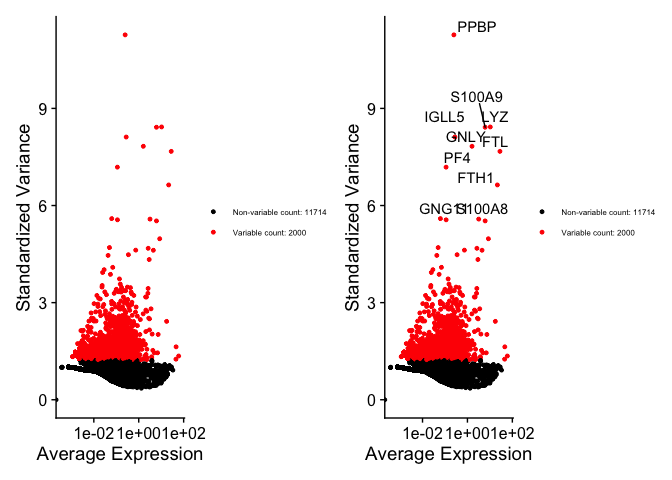 Standardized Variance
9
6
3
0
1e-02
1e+00
1e+02
Average Expression
Non-variable count: 11714
Variable count: 2000
Standardized Variance
9
6
3
0
PPBP
S100A9
IGLL5
LYZ
GNLY
FTL
PF4
FTH1
GNG11
S100A8
1e-02
1e+00
1e+02
Average Expression
Non-variable count: 11714
Variable count: 2000